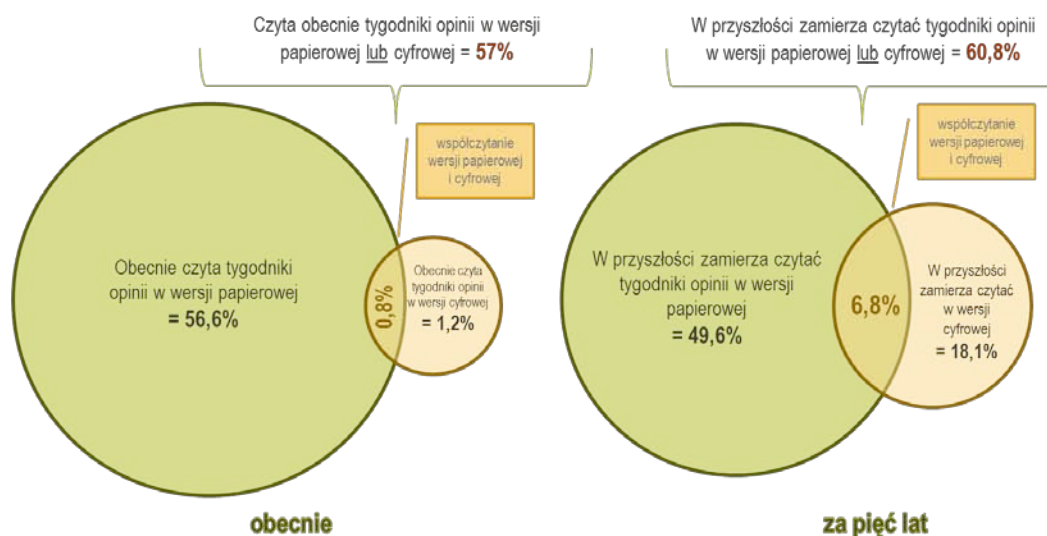 Czyta obecnie tygodniki opinii w wersji
papierowej lub cyfrowej = 57%
współczytanie
wersji papierowej
i cyfrowej
Obecnie czyta tygodniki
opinii w wersji papierowej
= 56,6%
0,8%
Obecnie czyta
tygodniki opinii
w wersji cyfrowej
= 1,2%
obecnie
W przyszłości zamierza czytać tygodniki opinii
w wersji papierowej lub cyfrowej = 60,8%
współczytanie
wersji papierowej
i cyfrowej
W przyszłości zamierza czytać
tygodniki opinii w wersji
papierowej
= 49,6%
6,8%
W przyszłości
zamierza czytać
w wersji
cyfrowej
= 18,1%
za pięć lat